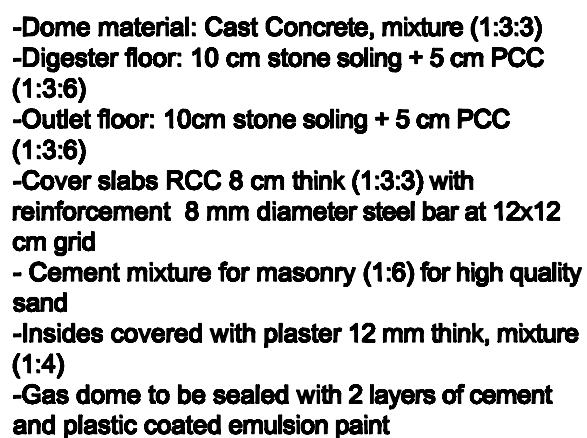 -Dome material: Cast Concrete, mixture (1:3:3)
-Digester floor: 10 cm stone soling + 5 cm PCC
(1:3:6)
-Outlet floor: 10cm stone soling + 5 cm PCC
(1:3:6)
-Cover slabs RCC 8 cm think (1:3:3) with
reinforcement 8 mm diameter steel bar at 12x12
cm grid
- Cement mixture for masonry (1:6) for high quality
sand
-Insides covered with plaster 12 mm think, mixture
(1:4)
-Gas dome to be sealed with 2 layers of cement
and plastic coated emulsion paint